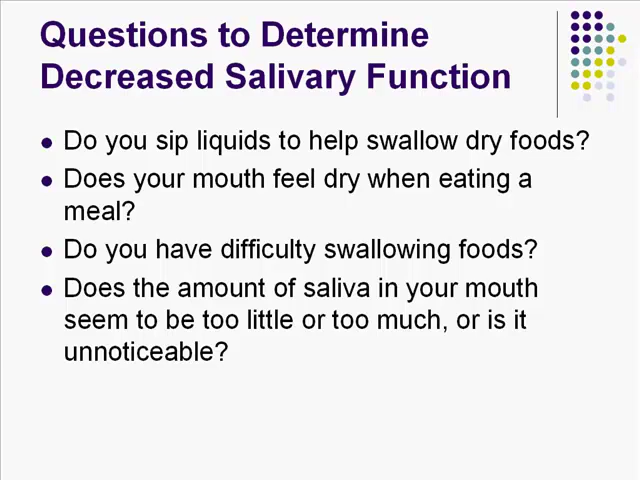 Questions to Determine
Decreased Salivary Function
● Do you sip liquids to help swallow dry foods?
● Does your mouth feel dry when eating a
meal?
● Do you have difficulty swallowing foods?
● Does the amount of saliva in your mouth
seem to be too little or too much, or is it
unnoticeable?